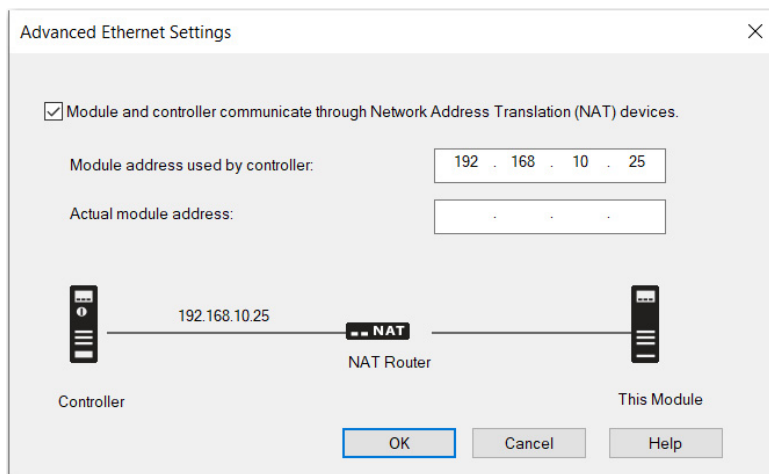 Advanced Ethernet Settings
Module and controller communicate through Network Address Translation (NAT) devices.
Module address used by controller: 192 . 168 . 10 . 25
Actual module address: . . .
192.168.10.25
NAT
NAT Router
Controller
This Module
OK Cancel Help